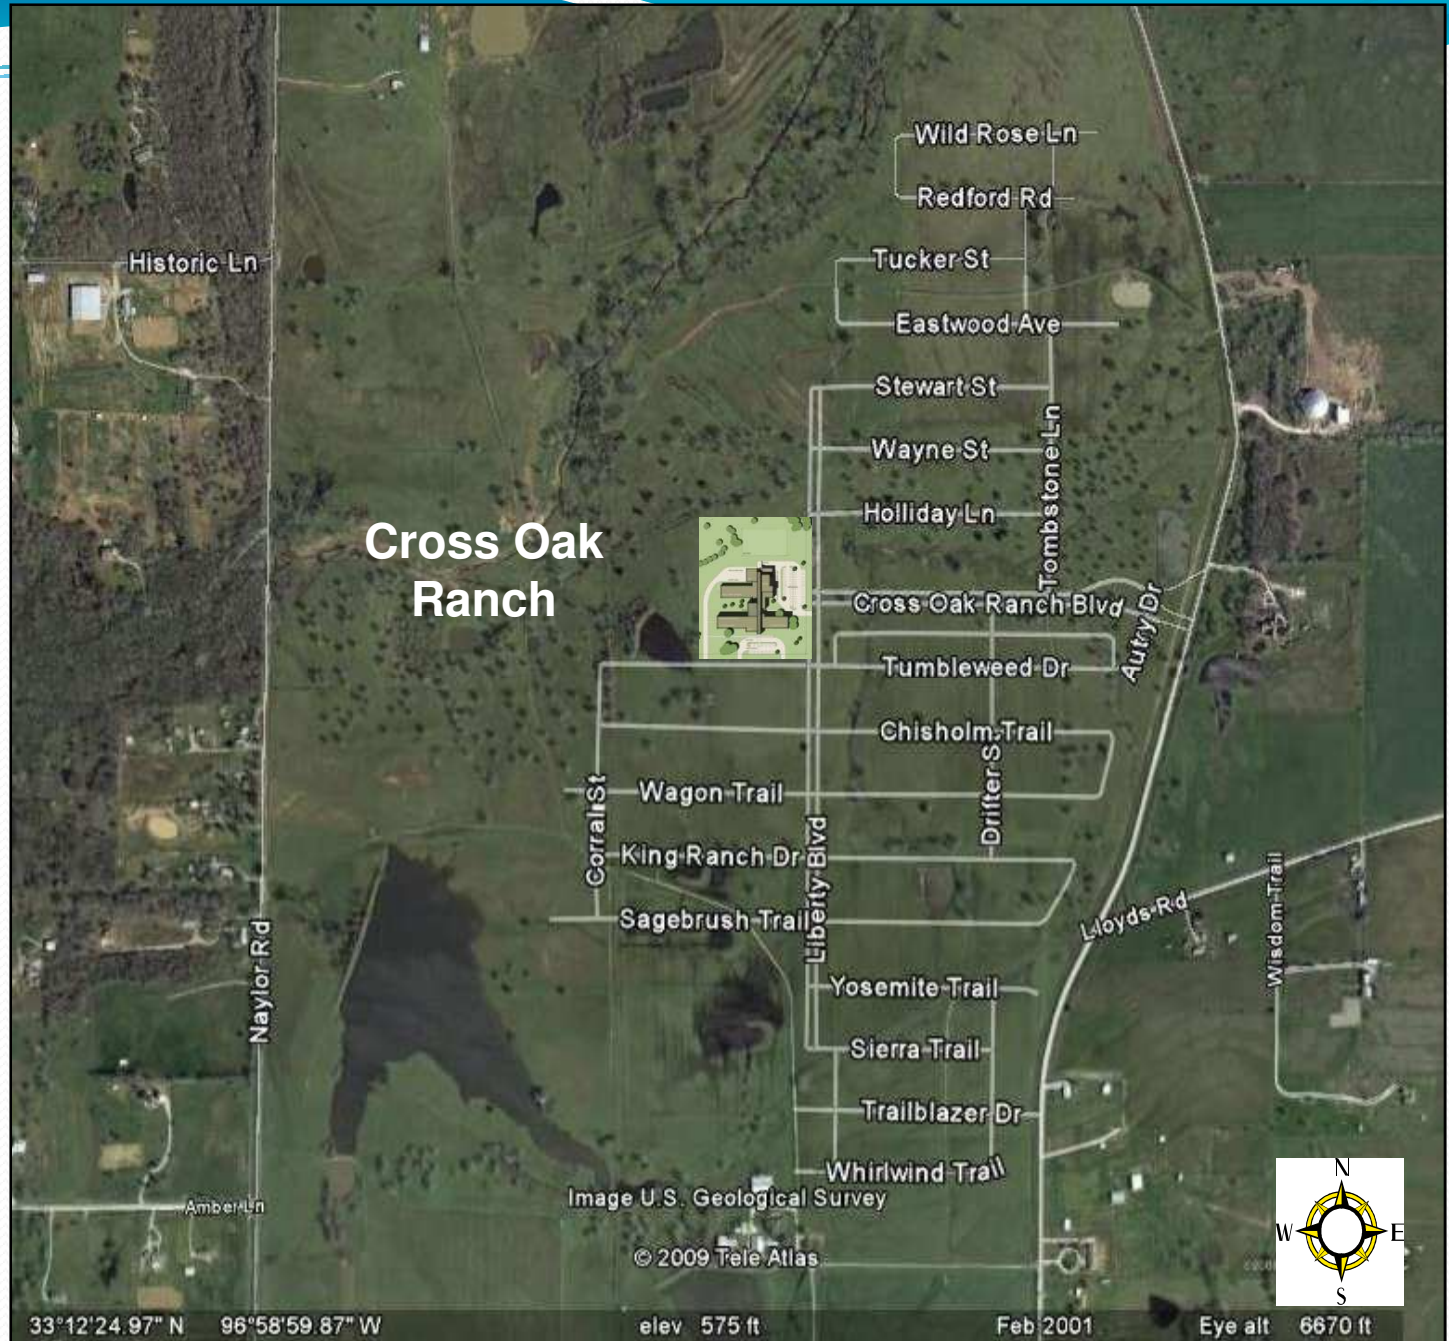 Wild Rose Ln
Redford Rd
Historic Ln
Tucker St
Eastwood Ave
Stewart St
Wayne St
Holliday Ln
Tombstone Ln
Cross Oak
Ranch
Cross Oak Ranch Blvd
Autry Dr
Tumbleweed Dr
Chisholm Trail
Drifter S
Wagon Trail
Corral St
King Ranch Dr
Liberty Blvd
Sagebrush Trail
Lloyds Rd
Wisdom Trail
Naylor Rd
Yosemite Trail
Sierra Trail
Trailblazer Dr
Whirlwind Trail
Image U.S. Geological Survey
Amber Ln
© 2009 Tele Atlas
N
W E
S
33°12'24.97" N 96°58'59.87" W elev 575 ft Feb 2001 Eye alt 6670 ft